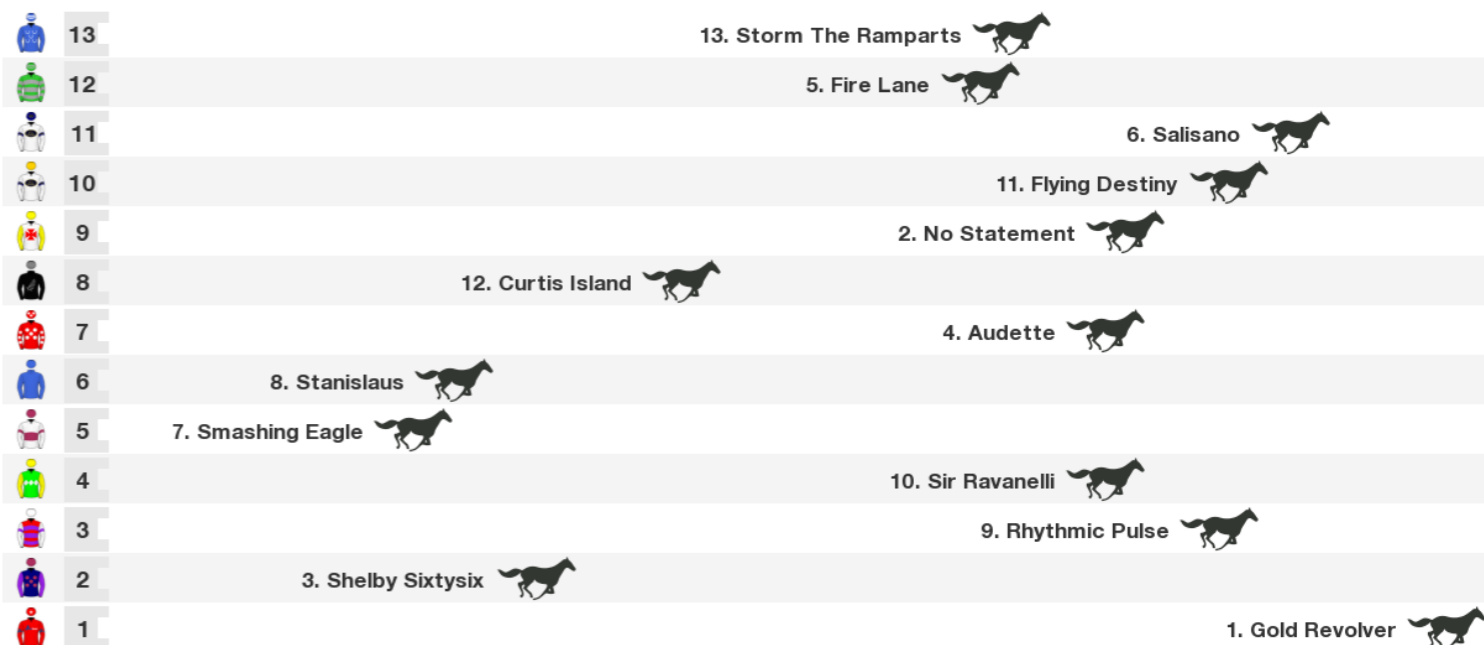 13 13. Storm The Ramparts
12 5. Fire Lane
11 6. Salisano
10 11. Flying Destiny
9 2. No Statement
8 12. Curtis Island
7 4. Audette
6 8. Stanislaus
5 7. Smashing Eagle
4 10. Sir Ravanelli
3 9. Rhythmic Pulse
2 3. Shelby Sixtysix
1 1. Gold Revolver